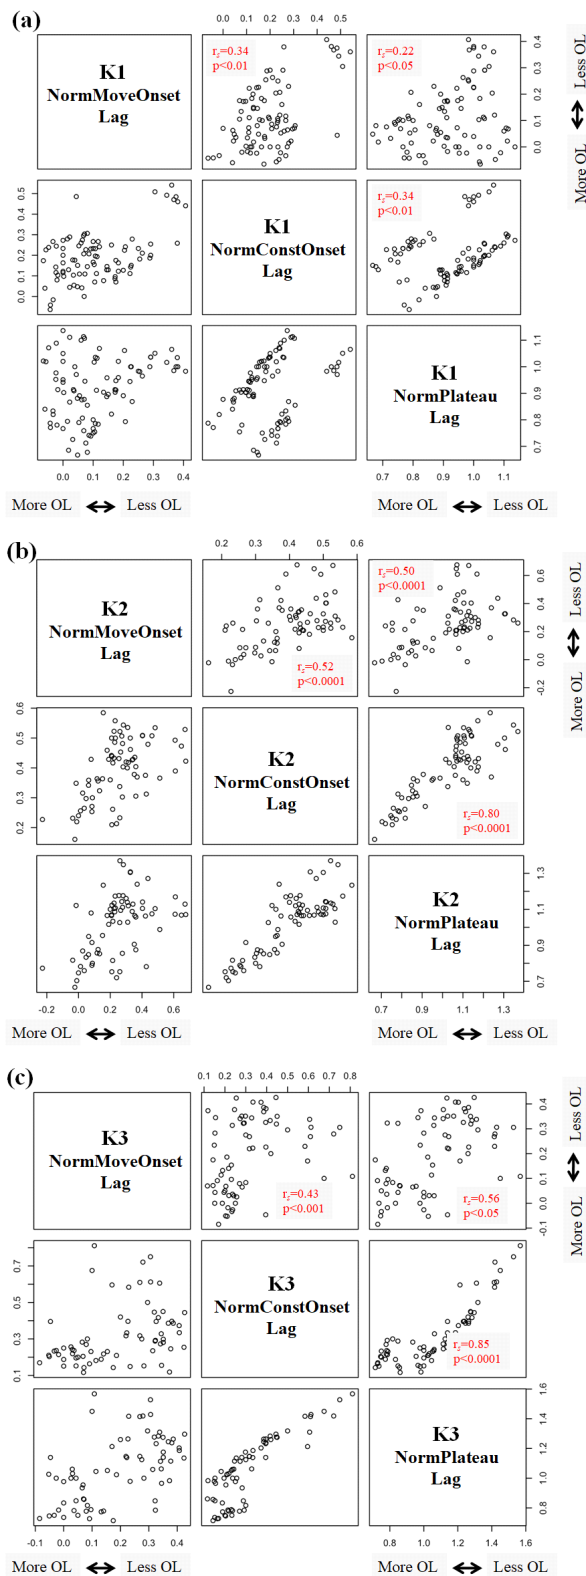 (a)
0.0 0.1 0.2 0.3 0.4 0.5
K1
NormMoveOnset
Lag
rs=0.34
p<0.01
rs=0.22
p<0.05
0.0 0.1 0.2 0.3 0.4
More OL ↔ Less OL
0.0 0.1 0.2 0.3 0.4 0.5
K1
NormConstOnset
Lag
rs=0.34
p<0.01
K1
NormPlateau
Lag
0.7 0.8 0.9 1.0 1.1
0.0 0.1 0.2 0.3 0.4
0.7 0.8 0.9 1.0 1.1
More OL ↔ Less OL
More OL ↔ Less OL
(b)
0.2 0.3 0.4 0.5 0.6
K2
NormMoveOnset
Lag
rs=0.52
p<0.0001
rs=0.50
p<0.0001
-0.2 0.0 0.2 0.4 0.6
More OL ↔ Less OL
0.2 0.3 0.4 0.5 0.6
K2
NormConstOnset
Lag
rs=0.80
p<0.0001
K2
NormPlateau
Lag
0.7 0.9 1.1 1.3
-0.2 0.0 0.2 0.4 0.6
0.7 0.9 1.1 1.3
More OL ↔ Less OL
More OL ↔ Less OL
(c)
0.1 0.2 0.3 0.4 0.5 0.6 0.7 0.8
K3
NormMoveOnset
Lag
rs=0.43
p<0.001
rs=0.56
p<0.05
-0.1 0.0 0.1 0.2 0.3 0.4
More OL ↔ Less OL
0.1 0.3 0.5 0.7
K3
NormConstOnset
Lag
rs=0.85
p<0.0001
K3
NormPlateau
Lag
0.8 1.0 1.2 1.4 1.6
-0.1 0.0 0.1 0.2 0.3 0.4
0.8 1.0 1.2 1.4 1.6
More OL ↔ Less OL
More OL ↔ Less OL